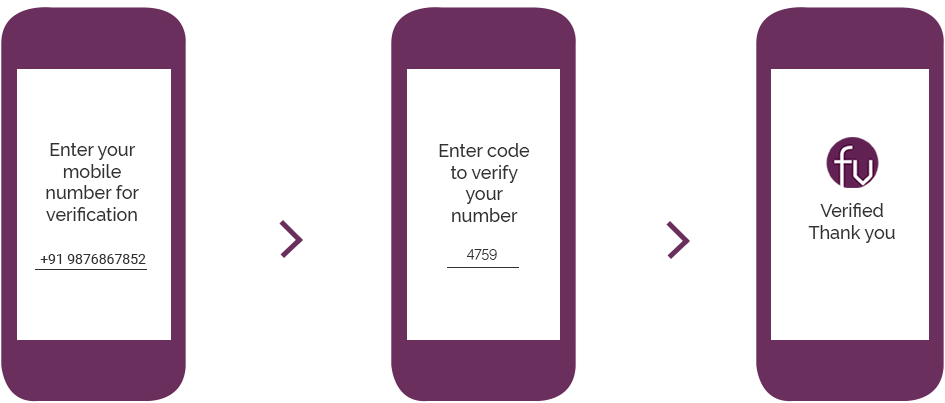 Enter your
mobile
number for
verification
+91 9876867852
Enter code
to verify
your
number
4759
fv
Verified
Thank you